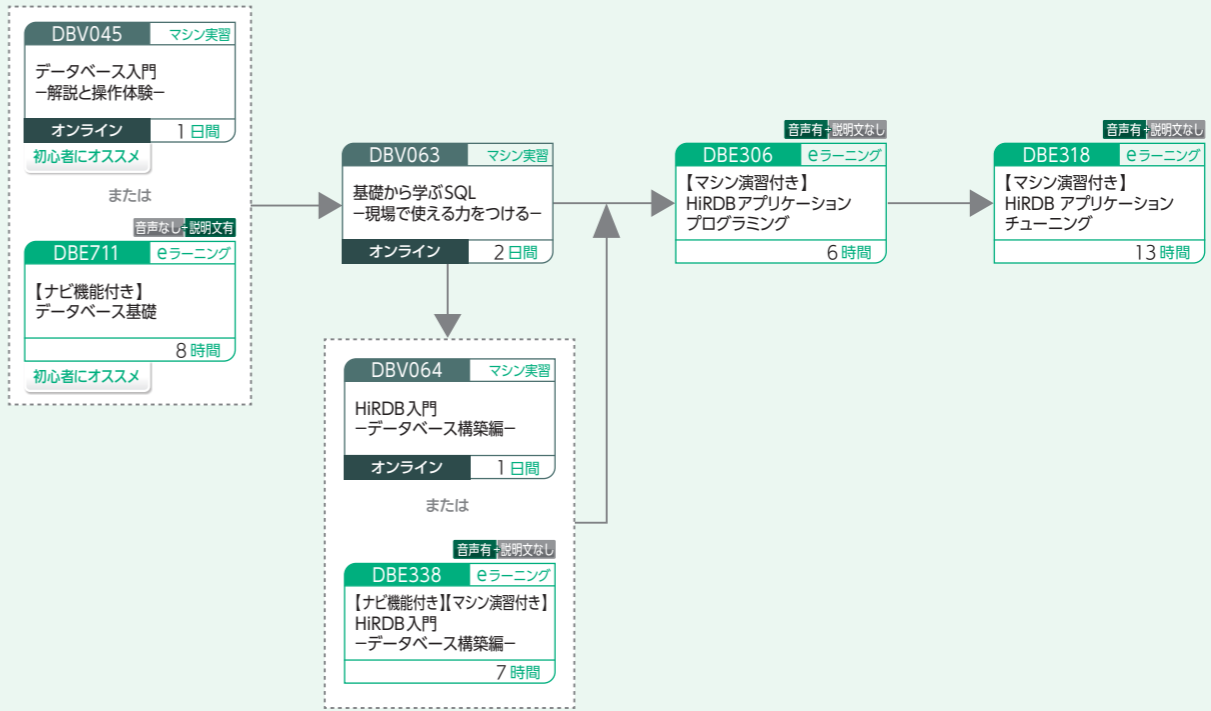 DBV045 マシン実習
データベース入門
−解説と操作体験−
オンライン 1日間
初心者にオススメ
または
音声なし+説明文有
DBE711 eラーニング
【ナビ機能付き】
データベース基礎
8時間
初心者にオススメ
DBV063 マシン実習
基礎から学ぶSQL
−現場で使える力をつける−
オンライン 2日間
DBV064 マシン実習
HiRDB入門
−データベース構築編−
オンライン 1日間
または
音声有+説明文なし
DBE338 eラーニング
【ナビ機能付き】【マシン演習付き】
HiRDB入門
−データベース構築編−
7時間
音声有+説明文なし
DBE306 eラーニング
【マシン演習付き】
HiRDBアプリケーション
プログラミング
6時間
音声有+説明文なし
DBE318 eラーニング
【マシン演習付き】
HiRDB アプリケーション
チューニング
13時間